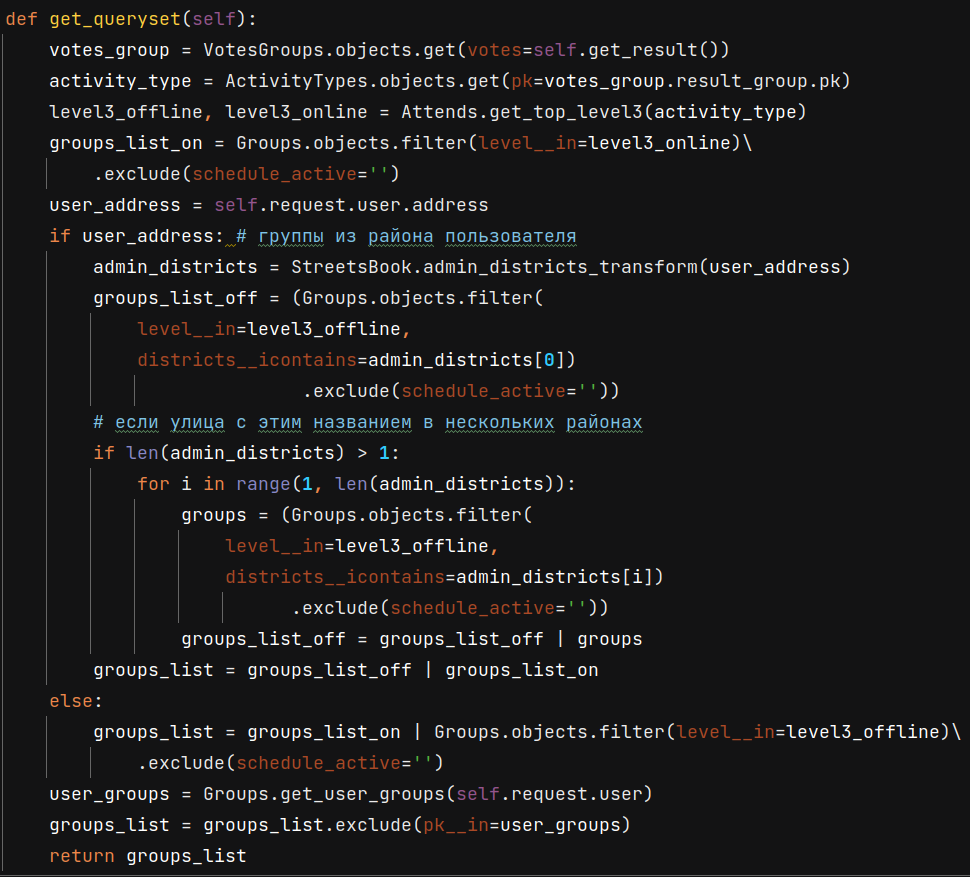 def get_queryset(self):
    votes_group = VotesGroups.objects.get(votes=self.get_result())
    activity_type = ActivityTypes.objects.get(pk=votes_group.result_group.pk)
    level3_offline, level3_online = Attends.get_top_level3(activity_type)
    groups_list_on = Groups.objects.filter(level__in=level3_online)\
        .exclude(schedule_active='')
    user_address = self.request.user.address
    if user_address: # группы из района пользователя
        admin_districts = StreetsBook.admin_districts_transform(user_address)
        groups_list_off = (Groups.objects.filter(
            level__in=level3_offline,
            districts__icontains=admin_districts[0])
                           .exclude(schedule_active=''))
        # если улица с этим названием в нескольких районах
        if len(admin_districts) > 1:
            for i in range(1, len(admin_districts)):
                groups = (Groups.objects.filter(
                    level__in=level3_offline,
                    districts__icontains=admin_districts[i])
                          .exclude(schedule_active=''))
                groups_list_off = groups_list_off | groups
        groups_list = groups_list_off | groups_list_on
    else:
        groups_list = groups_list_on | Groups.objects.filter(level__in=level3_offline)\
            .exclude(schedule_active='')
    user_groups = Groups.get_user_groups(self.request.user)
    groups_list = groups_list.exclude(pk__in=user_groups)
    return groups_list